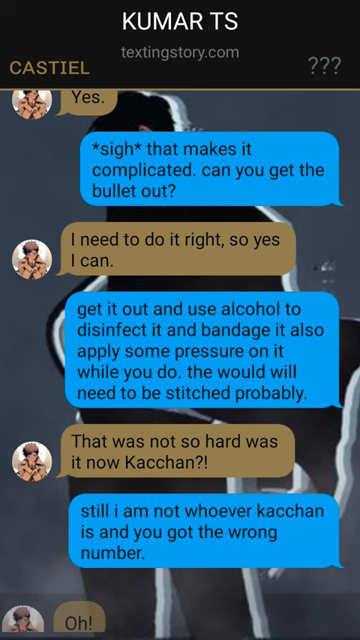 KUMAR TS
textingstory.com
CASTIEL
???
Yes.
*sigh* that makes it
complicated. can you get the
bullet out?
I need to do it right, so yes
I can.
get it out and use alcohol to
disinfect it and bandage it also
apply some pressure on it
while you do. the would will
need to be stitched probably.
That was not so hard was
it now Kacchan?!
still i am not whoever kacchan
is and you got the wrong
number.
Oh!